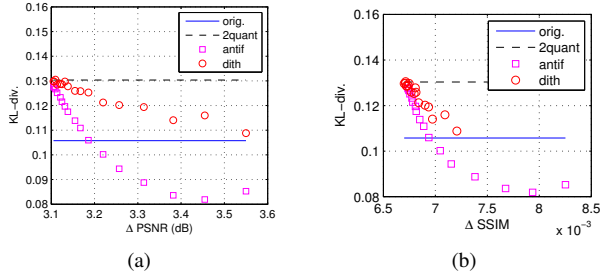 0.16
0.15
0.14
0.13
0.12
0.11
0.1
0.09
0.08
KL-div.
orig.
2quant
antif
dith
3.1 3.2 3.3 3.4 3.5 3.6
Δ PSNR (dB)
(a)
0.16
0.14
0.12
0.1
0.08
KL-div.
orig.
2quant
antif
dith
6.5 7 7.5 8 8.5
Δ SSIM
x 10⁻³
(b)